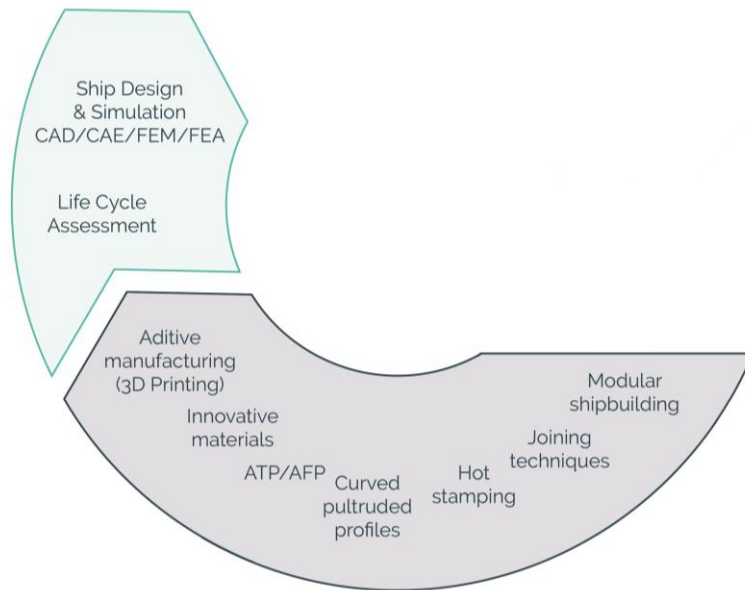 Ship Design
& Simulation
CAD/CAE/FEM/FEA
Life Cycle
Assessment
Aditive
manufacturing
(3D Printing)
Innovative
materials
ATP/AFP
Curved
pultruded
profiles
Hot
stamping
Joining
techniques
Modular
shipbuilding